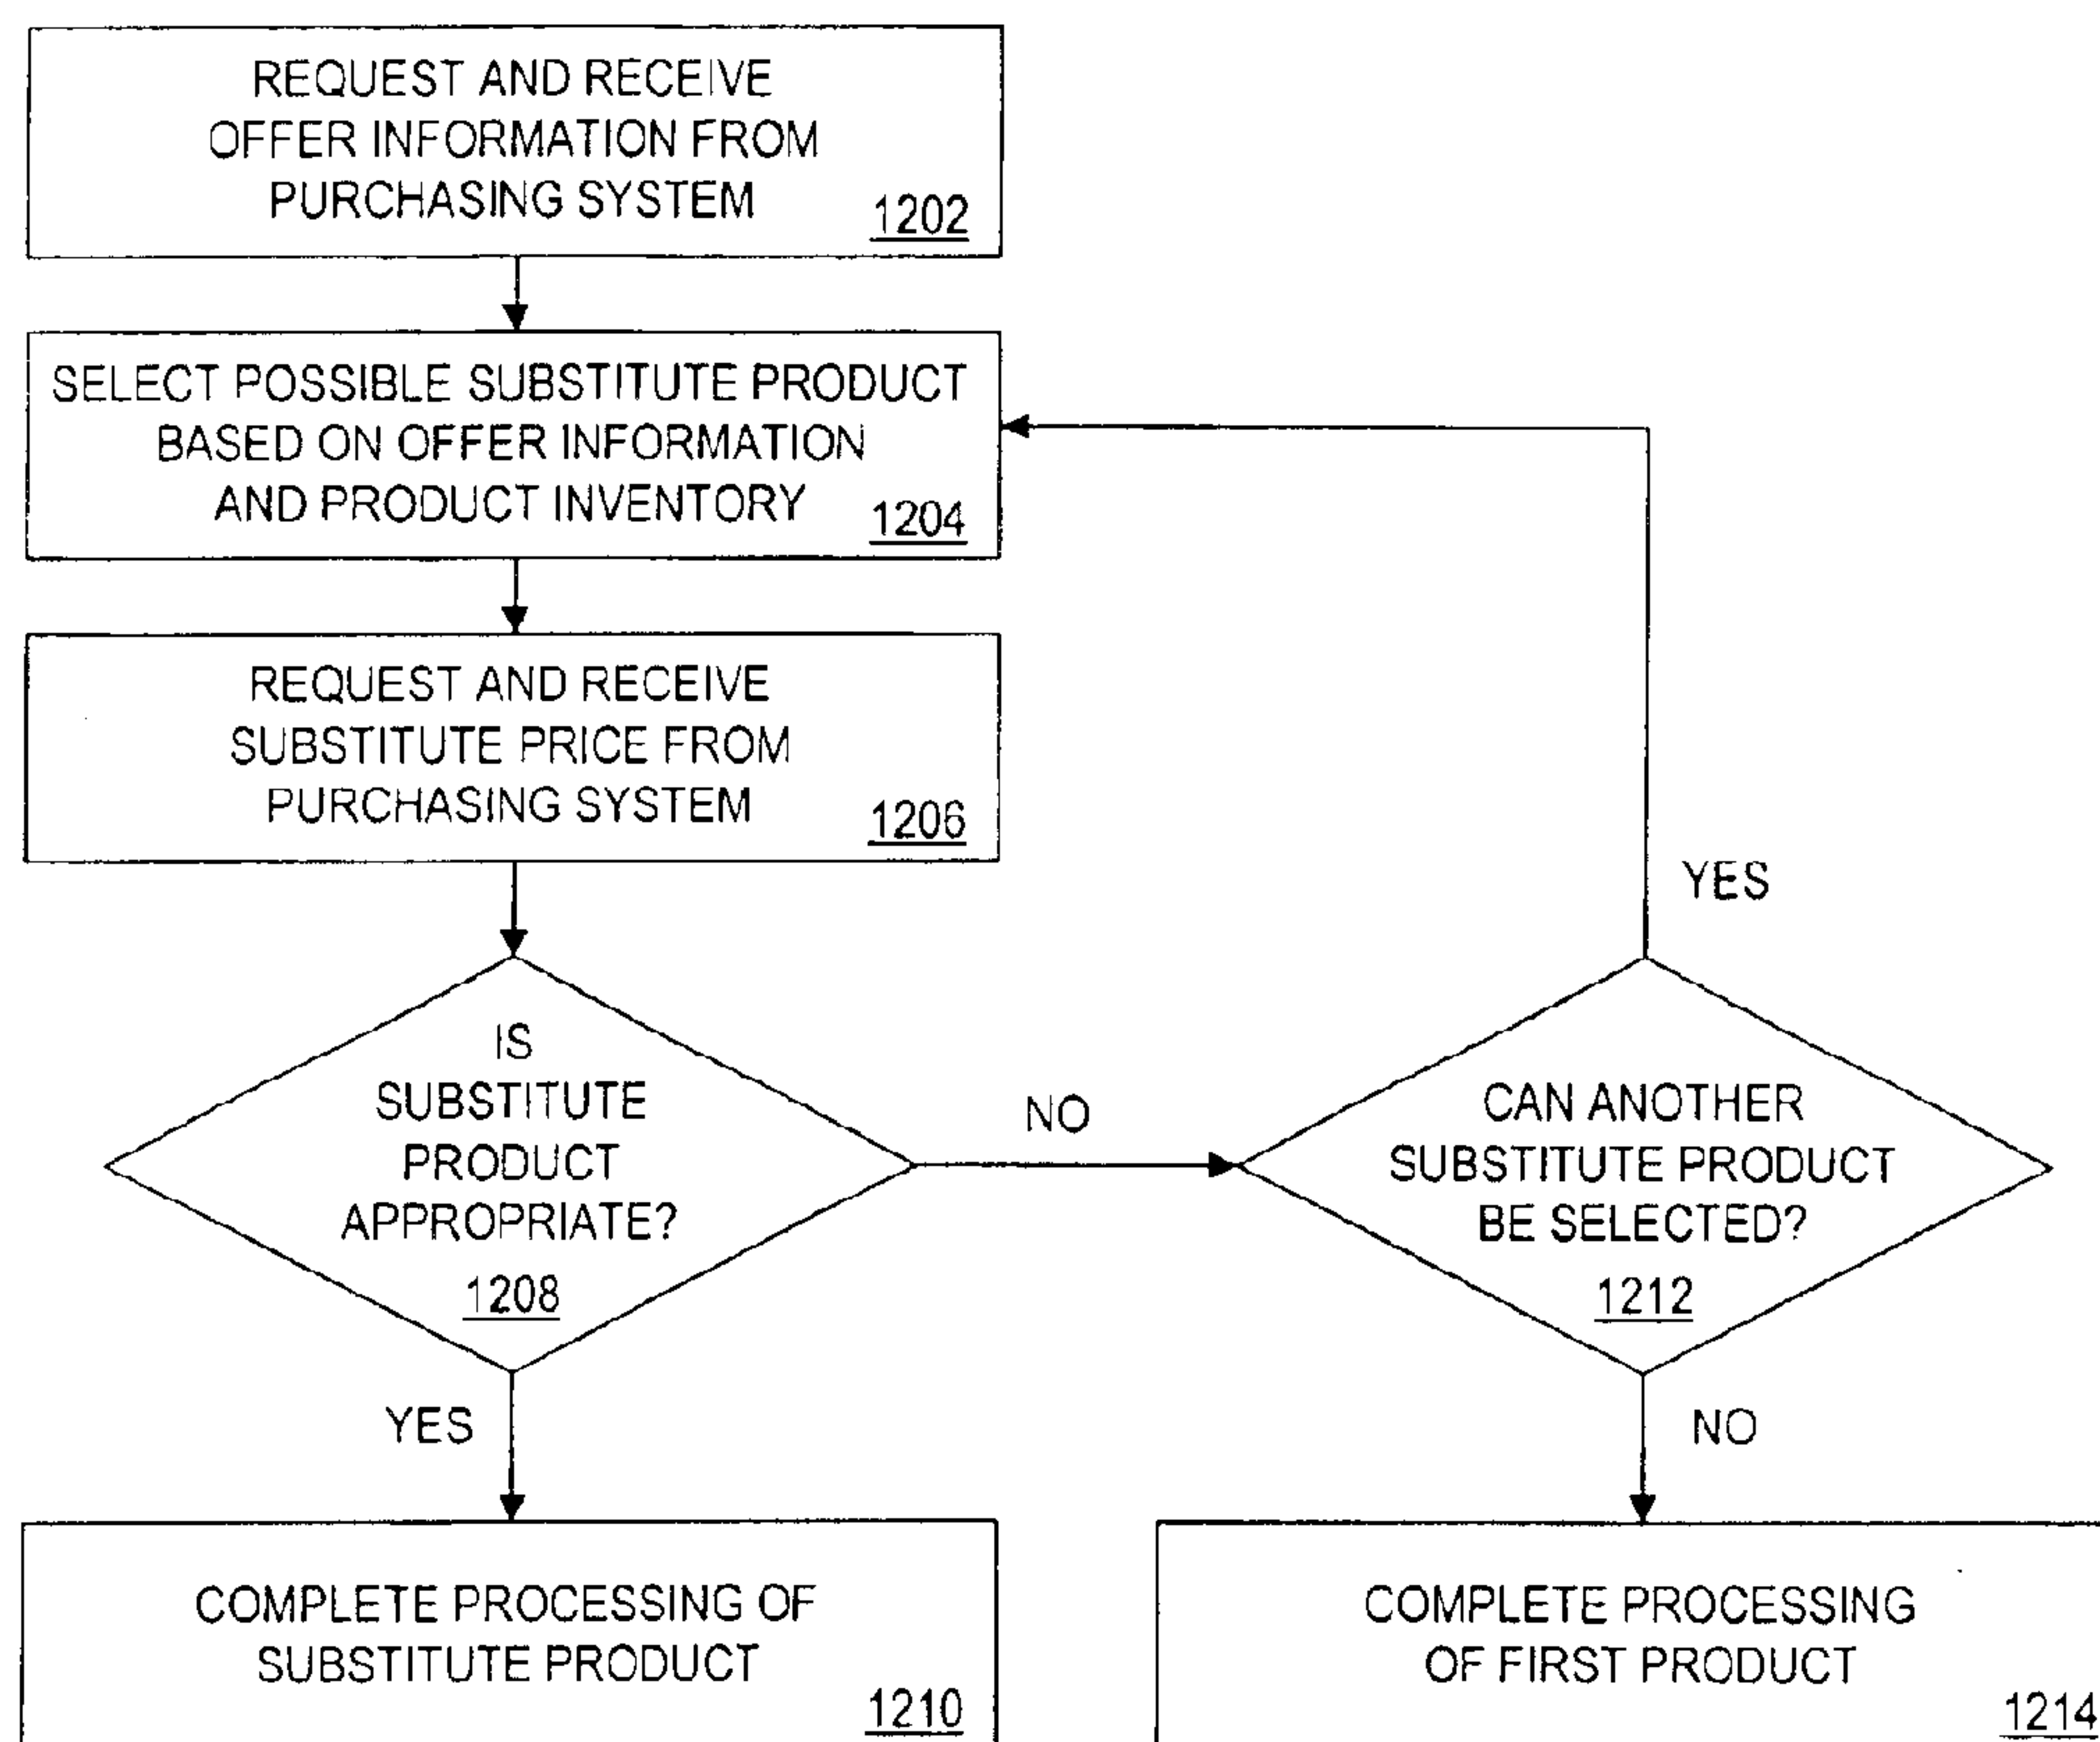 REQUEST AND RECEIVE
OFFER INFORMATION FROM
PURCHASING SYSTEM
1202
SELECT POSSIBLE SUBSTITUTE PRODUCT
BASED ON OFFER INFORMATION
AND PRODUCT INVENTORY
1204
REQUEST AND RECEIVE
SUBSTITUTE PRICE FROM
PURCHASING SYSTEM
1206
YES
IS
SUBSTITUTE
PRODUCT
APPROPRIATE?
1208
NO
CAN ANOTHER
SUBSTITUTE PRODUCT
BE SELECTED?
1212
YES
NO
COMPLETE PROCESSING OF
SUBSTITUTE PRODUCT
1210
COMPLETE PROCESSING
OF FIRST PRODUCT
1214